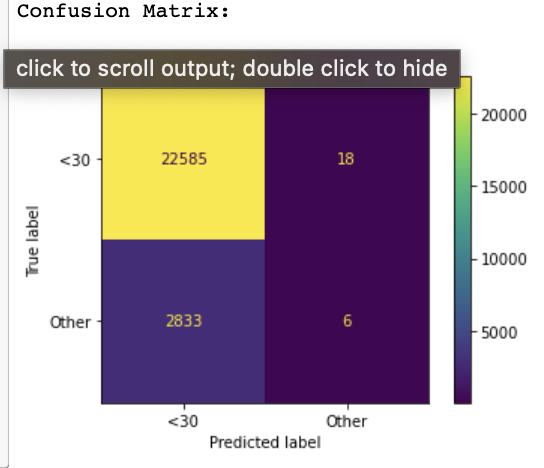 Confusion Matrix:
click to scroll output; double click to hide
20000
<30
22585
18
15000
True label
10000
Other
2833
6
5000
<30
Other
Predicted label